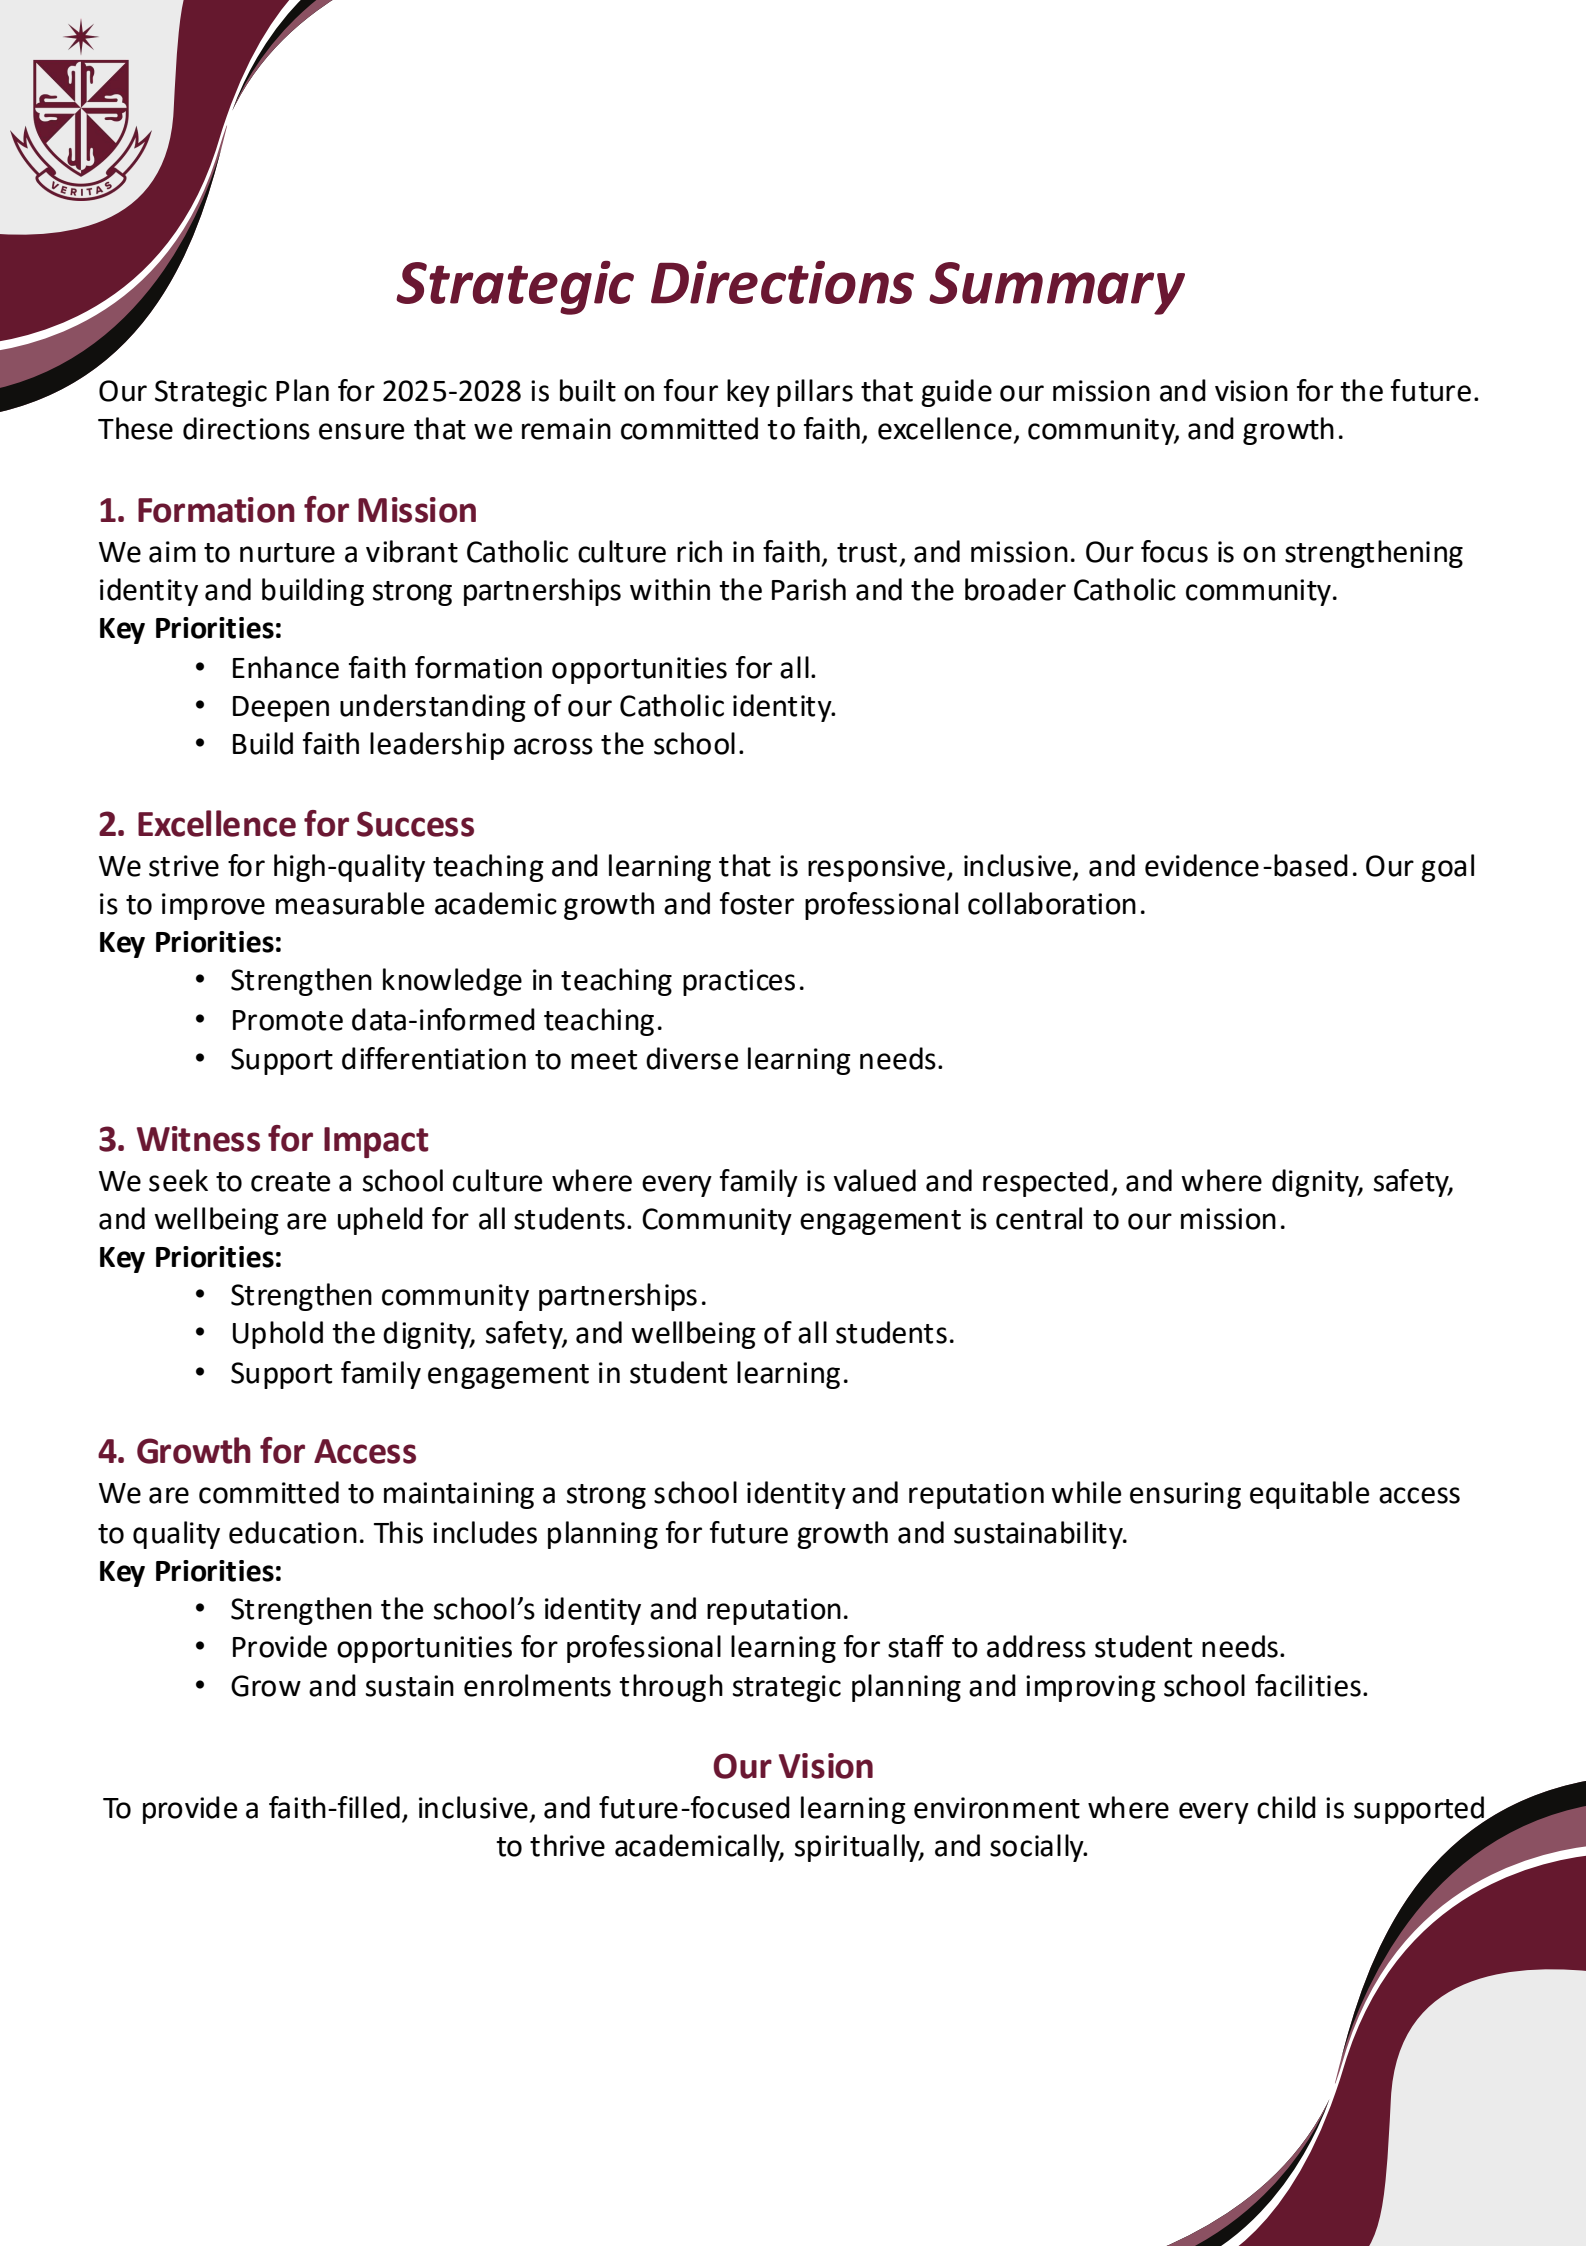 VERITAS
Strategic Directions Summary
Our Strategic Plan for 2025-2028 is built on four key pillars that guide our mission and vision for the future.
These directions ensure that we remain committed to faith, excellence, community, and growth.
1. Formation for Mission
We aim to nurture a vibrant Catholic culture rich in faith, trust, and mission. Our focus is on strengthening
identity and building strong partnerships within the Parish and the broader Catholic community.
Key Priorities:
• Enhance faith formation opportunities for all.
• Deepen understanding of our Catholic identity.
• Build faith leadership across the school.
2. Excellence for Success
We strive for high-quality teaching and learning that is responsive, inclusive, and evidence-based. Our goal
is to improve measurable academic growth and foster professional collaboration.
Key Priorities:
• Strengthen knowledge in teaching practices.
• Promote data-informed teaching.
• Support differentiation to meet diverse learning needs.
3. Witness for Impact
We seek to create a school culture where every family is valued and respected, and where dignity, safety,
and wellbeing are upheld for all students. Community engagement is central to our mission.
Key Priorities:
• Strengthen community partnerships.
• Uphold the dignity, safety, and wellbeing of all students.
• Support family engagement in student learning.
4. Growth for Access
We are committed to maintaining a strong school identity and reputation while ensuring equitable access
to quality education. This includes planning for future growth and sustainability.
Key Priorities:
• Strengthen the school’s identity and reputation.
• Provide opportunities for professional learning for staff to address student needs.
• Grow and sustain enrolments through strategic planning and improving school facilities.
Our Vision
To provide a faith-filled, inclusive, and future-focused learning environment where every child is supported
to thrive academically, spiritually, and socially.